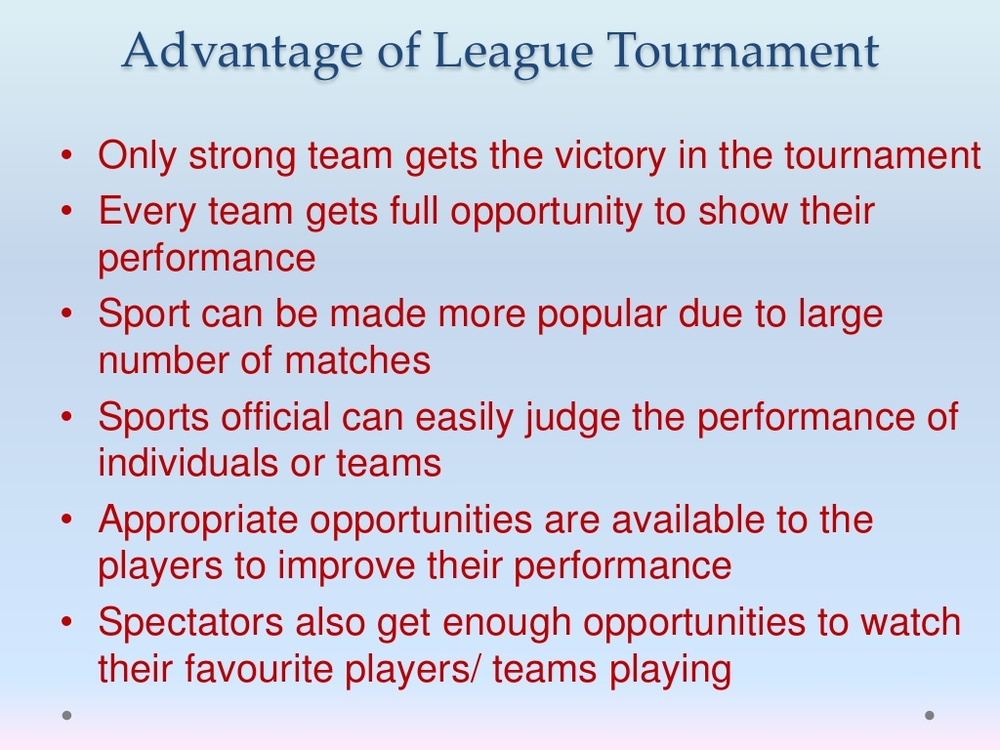 Advantage of League Tournament
• Only strong team gets the victory in the tournament
• Every team gets full opportunity to show their
performance
• Sport can be made more popular due to large
number of matches
• Sports official can easily judge the performance of
individuals or teams
• Appropriate opportunities are available to the
players to improve their performance
• Spectators also get enough opportunities to watch
their favourite players/ teams playing